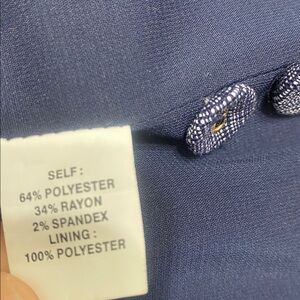 SELF :
64% POLYESTER
34% RAYON
2% SPANDEX
LINING :
100% POLYESTER